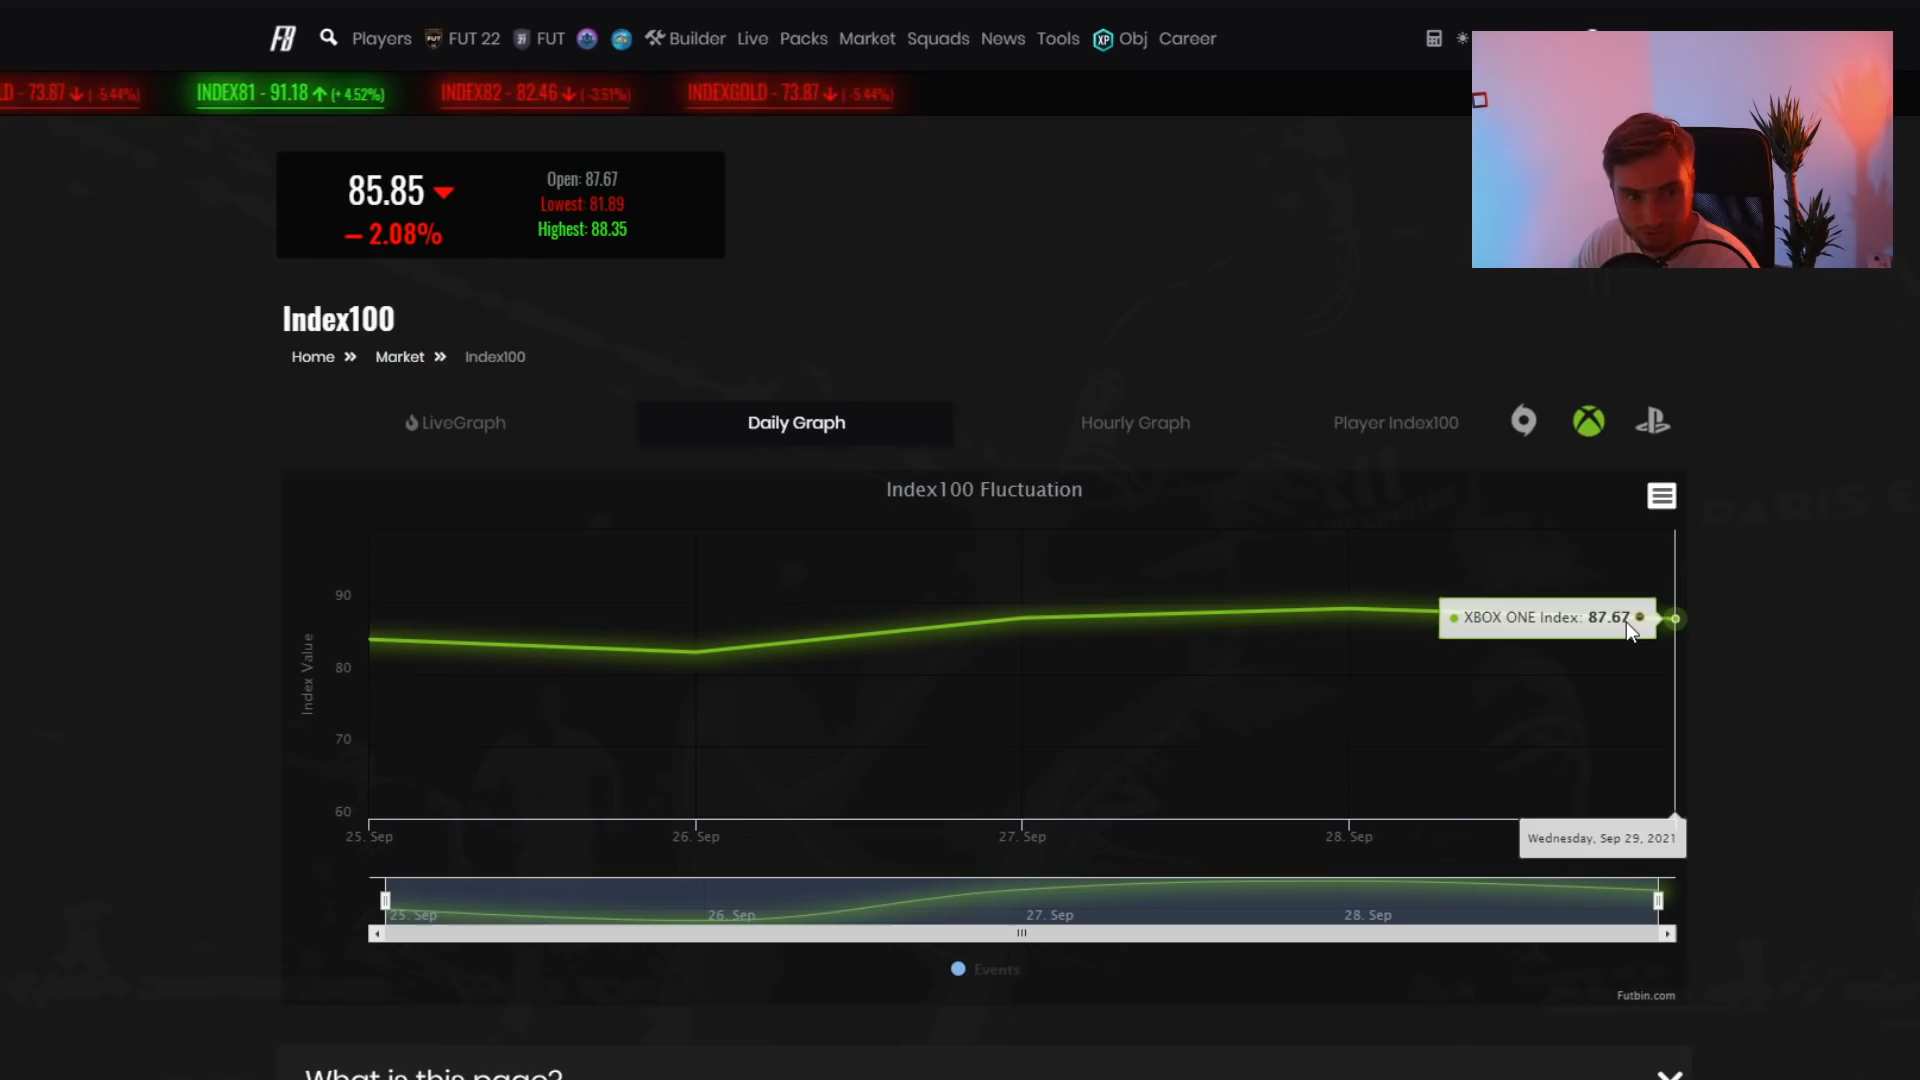 FB Players FUT 22 FUT Builder Live Packs Market Squads News Tools XP Obj Career
LD - 73.87 (-5.44%) INDEX81 - 91.18 (+ 4.52%) INDEX82 - 82.46 (-3.51%) INDEXGOLD - 73.87 (-5.44%)
85.85
– 2.08%
Open: 87.67
Lowest: 81.89
Highest: 88.35
Index100
Home » Market » Index100
LiveGraph Daily Graph Hourly Graph Player Index100
Index100 Fluctuation
Index Value
90
80
70
60
XBOX ONE Index: 87.67
25. Sep 26. Sep 27. Sep 28. Sep
Wednesday, Sep 29, 2021
25. Sep 26. Sep 27. Sep 28. Sep
Events
Futbin.com
What is this page?